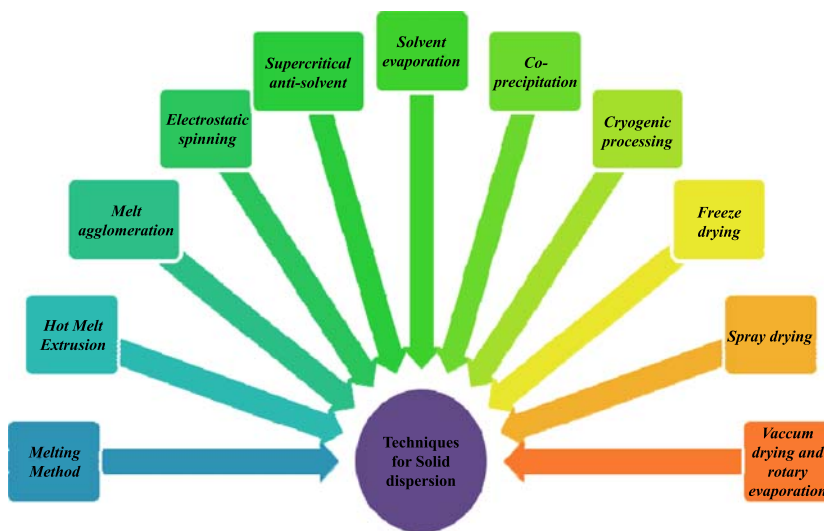 Solvent
evaporation
Supercritical
anti-solvent
Co-
precipitation
Electrostatic
spinning
Cryogenic
processing
Melt
agglomeration
Freeze
drying
Hot Melt
Extrusion
Spray drying
Melting
Method
Techniques
for Solid
dispersion
Vaccum
drying and
rotary
evaporation